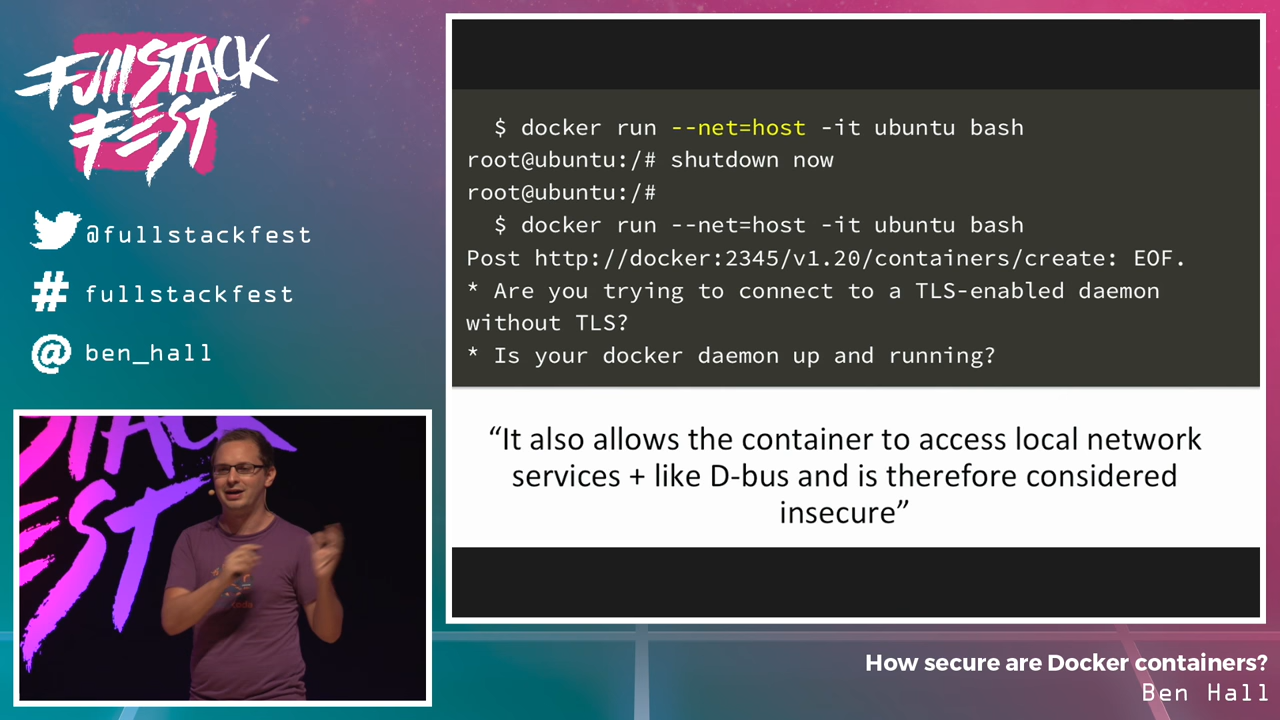 FullSTACK
FEST
@fullstackfest
# fullstackfest
@ ben_hall
$ docker run --net=host -it ubuntu bash
root@ubuntu:/# shutdown now
root@ubuntu:/#
$ docker run --net=host -it ubuntu bash
Post http://docker:2345/v1.20/containers/create: EOF.
* Are you trying to connect to a TLS-enabled daemon
without TLS?
* Is your docker daemon up and running?
“It also allows the container to access local network
services + like D-bus and is therefore considered
insecure”
STACK
EST
code
How secure are Docker containers?
Ben Hall